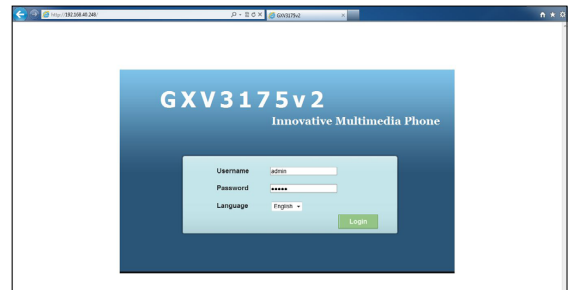 http://192.168.40.248/
GXV3175v2
GXV3175v2
Innovative Multimedia Phone
Username admin
Password •••••
Language English
Login